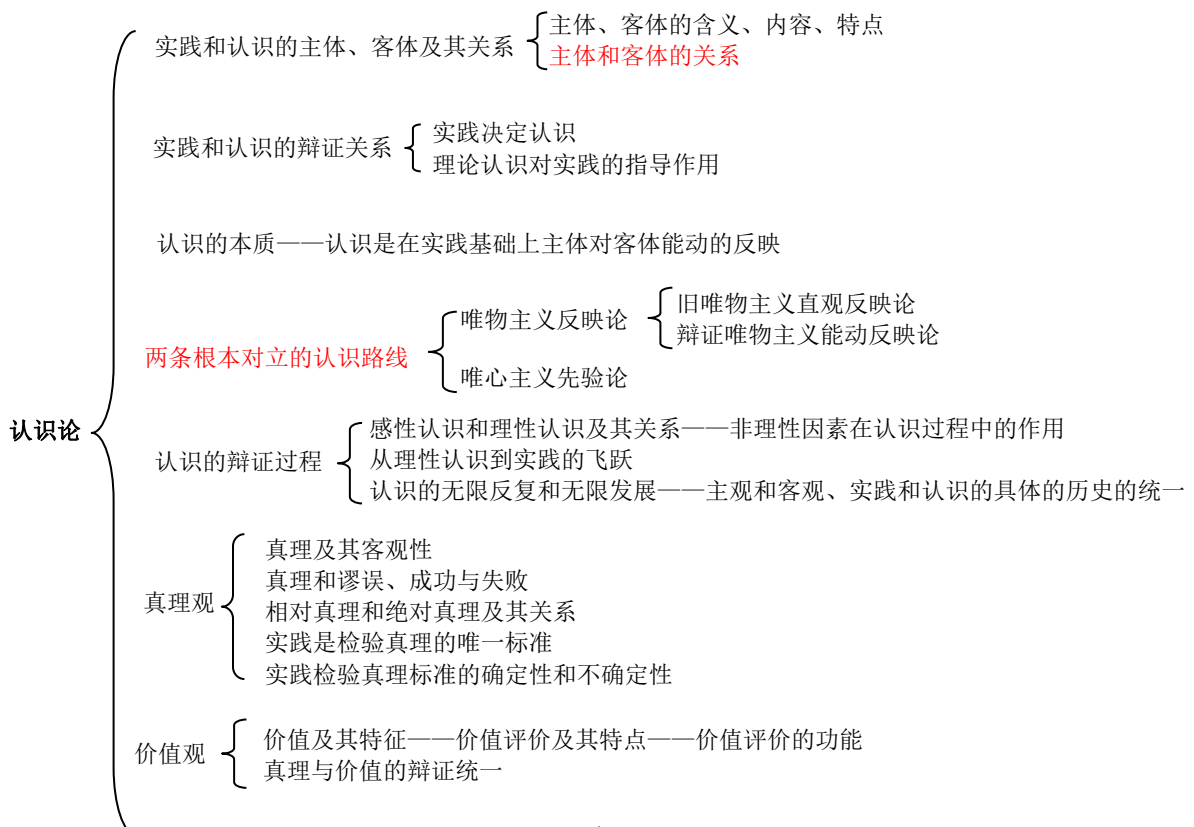 实践和认识的主体、客体及其关系
主体、客体的含义、内容、特点
主体和客体的关系
实践和认识的辩证关系
实践决定认识
理论认识对实践的指导作用
认识的本质——认识是在实践基础上主体对客体能动的反映
两条根本对立的认识路线
唯物主义反映论
旧唯物主义直观反映论
辩证唯物主义能动反映论
唯心主义先验论
认识论
认识的辩证过程
感性认识和理性认识及其关系——非理性因素在认识过程中的作用
从理性认识到实践的飞跃
认识的无限反复和无限发展——主观和客观、实践和认识的具体的历史的统一
真理观
真理及其客观性
真理和谬误、成功与失败
相对真理和绝对真理及其关系
实践是检验真理的唯一标准
实践检验真理标准的确定性和不确定性
价值观
价值及其特征——价值评价及其特点——价值评价的功能
真理与价值的辩证统一